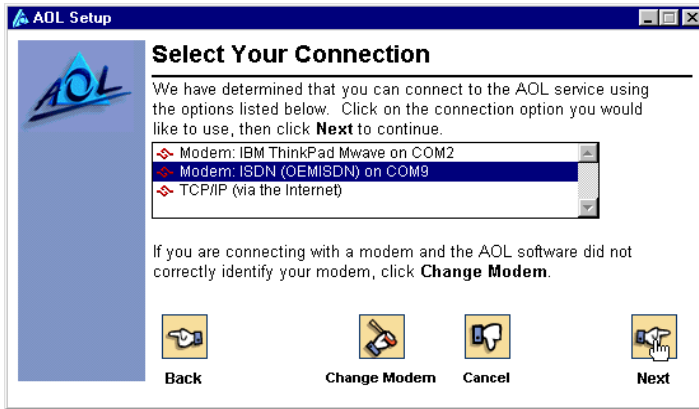 AOL Setup
AOL
Select Your Connection
We have determined that you can connect to the AOL service using
the options listed below.  Click on the connection option you would
like to use, then click Next to continue.
Modem: IBM ThinkPad Mwave on COM2
Modem: ISDN (OEMISDN) on COM9
TCP/IP (via the Internet)
If you are connecting with a modem and the AOL software did not
correctly identify your modem, click Change Modem.
Back
Change Modem
Cancel
Next